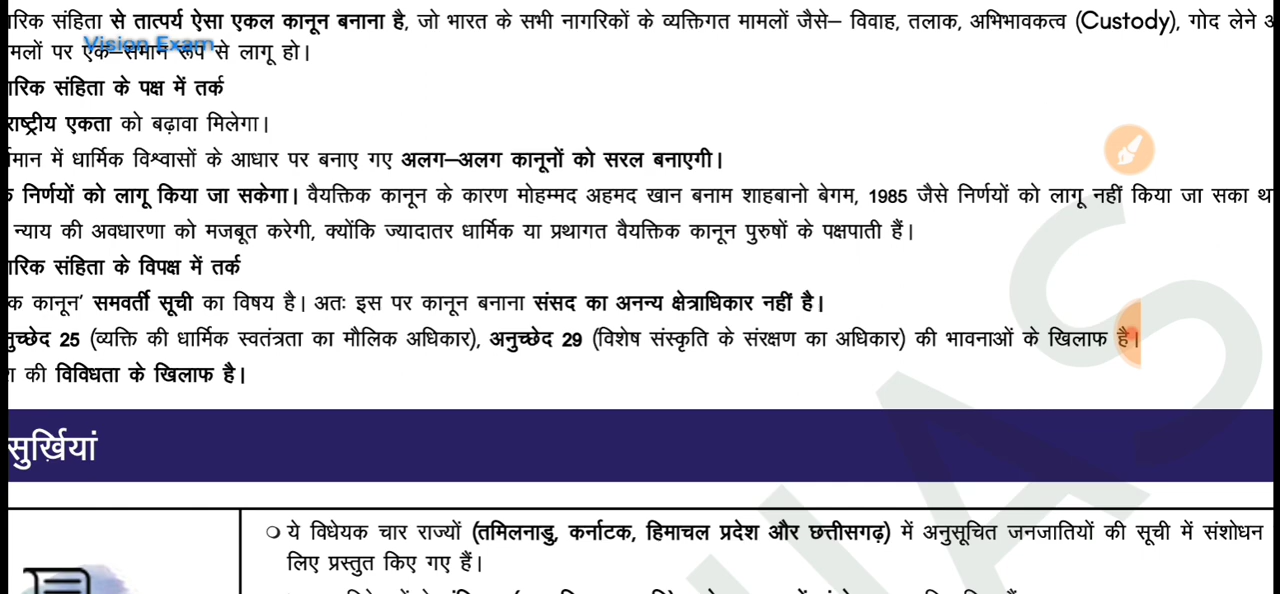 संहिता से तात्पर्य ऐसा एकल कानून बनाना है, जो भारत के सभी नागरिकों के व्यक्तिगत मामलों जैसे– विवाह, तलाक, अभिभावकत्व (Custody), गोद लेने
पर एक–समान रूप से लागू हो।
Vision Exam
संहिता के पक्ष में तर्क
राष्ट्रीय एकता को बढ़ावा मिलेगा।
में धार्मिक विश्वासों के आधार पर बनाए गए अलग–अलग कानूनों को सरल बनाएगी।
निर्णयों को लागू किया जा सकेगा। वैयक्तिक कानून के कारण मोहम्मद अहमद खान बनाम शाहबानो बेगम, 1985 जैसे निर्णयों को लागू नहीं किया जा सका
न्याय की अवधारणा को मजबूत करेगी, क्योंकि ज्यादातर धार्मिक या प्रथागत वैयक्तिक कानून पुरुषों के पक्षपाती हैं।
संहिता के विपक्ष में तर्क
कानून' समवर्ती सूची का विषय है। अतः इस पर कानून बनाना संसद का अनन्य क्षेत्राधिकार नहीं है।
25 (व्यक्ति की धार्मिक स्वतंत्रता का मौलिक अधिकार), अनुच्छेद 29 (विशेष संस्कृति के संरक्षण का अधिकार) की भावनाओं के खिलाफ है।
की विविधता के खिलाफ है।
सुर्ख़ियां
ये विधेयक चार राज्यों (तमिलनाडु, कर्नाटक, हिमाचल प्रदेश और छत्तीसगढ़) में अनुसूचित जनजातियों की सूची में संशोधन
लिए प्रस्तुत किए गए हैं।